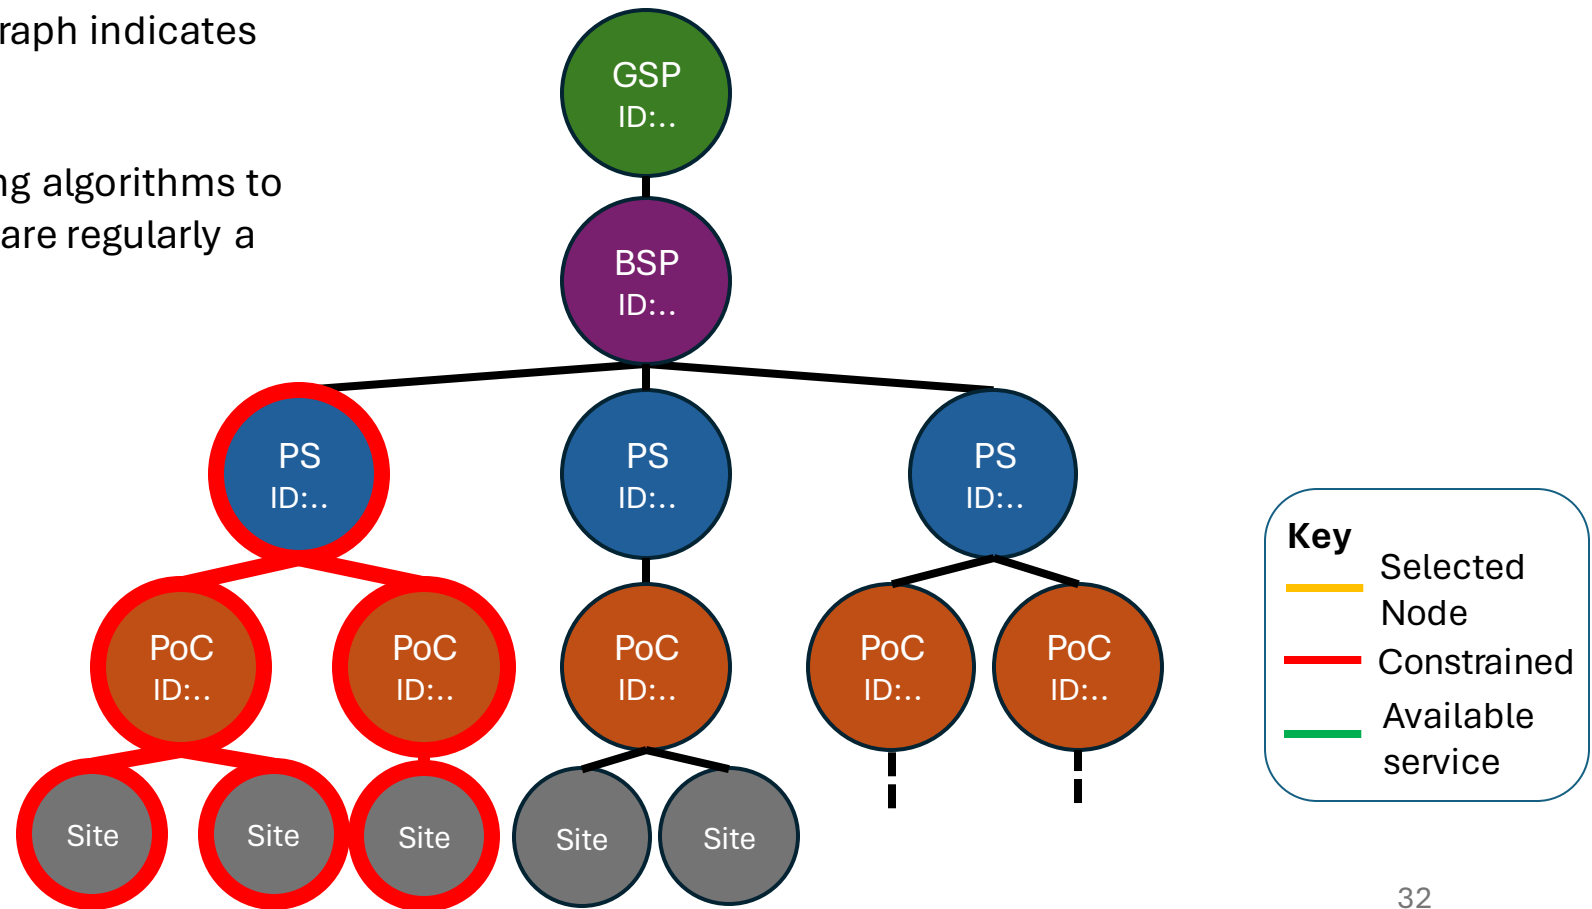 raph indicates
ng algorithms to
are regularly a
GSP
ID:..
BSP
ID:..
PS
ID:..
PS
ID:..
PS
ID:..
PoC
ID:..
PoC
ID:..
PoC
ID:..
PoC
ID:..
PoC
ID:..
Site
Site
Site
Site
Site
Key
Selected
Node
Constrained
Available
service
32